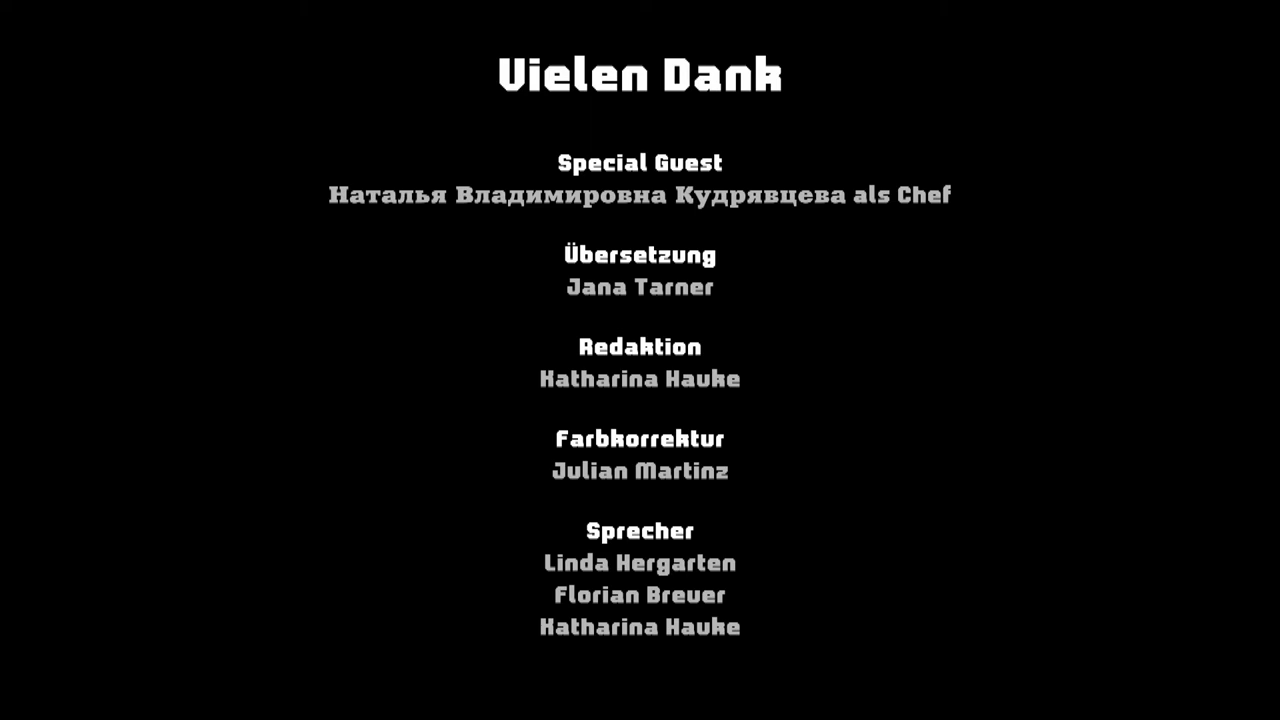 Vielen Dank
Special Guest
Наталья Владимировна Кудрявцева als Chef
Übersetzung
Jana Tarner
Redaktion
Katharina Hauke
Farbkorrektur
Julian Martinz
Sprecher
Linda Hergarten
Florian Breuer
Katharina Hauke